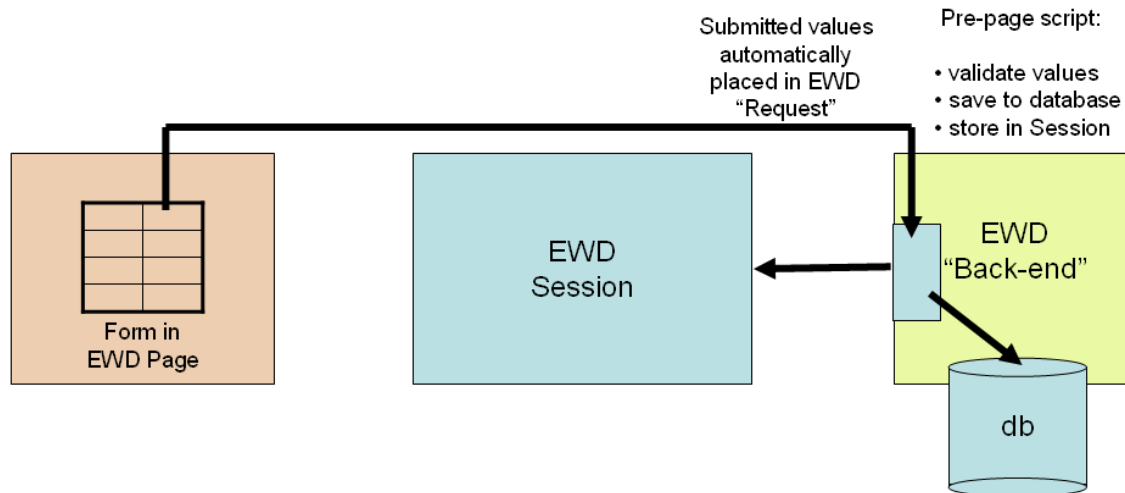 Submitted values
automatically
placed in EWD
“Request”
Pre-page script:
• validate values
• save to database
• store in Session
Form in
EWD Page
EWD
Session
EWD
“Back-end”
db